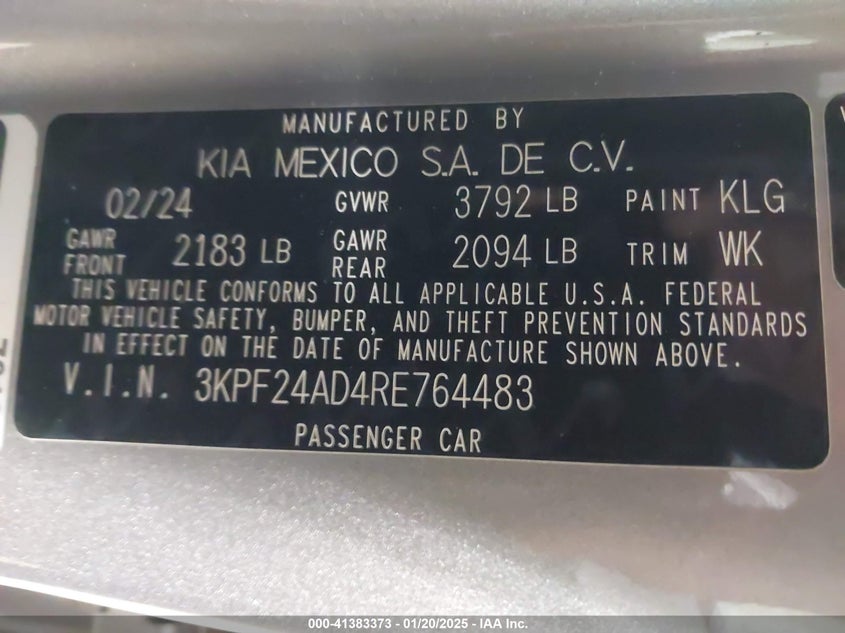 MANUFACTURED BY
KIA MEXICO S.A. DE C.V.
02/24 GVWR 3792 LB PAINT KLG
GAWR FRONT 2183 LB GAWR REAR 2094 LB TRIM WK
THIS VEHICLE CONFORMS TO ALL APPLICABLE U.S.A. FEDERAL
MOTOR VEHICLE SAFETY, BUMPER, AND THEFT PREVENTION STANDARDS
IN EFFECT ON THE DATE OF MANUFACTURE SHOWN ABOVE.
V.I.N. 3KPF24AD4RE764483
PASSENGER CAR
000-41383373 - 01/20/2025 - IAA Inc.